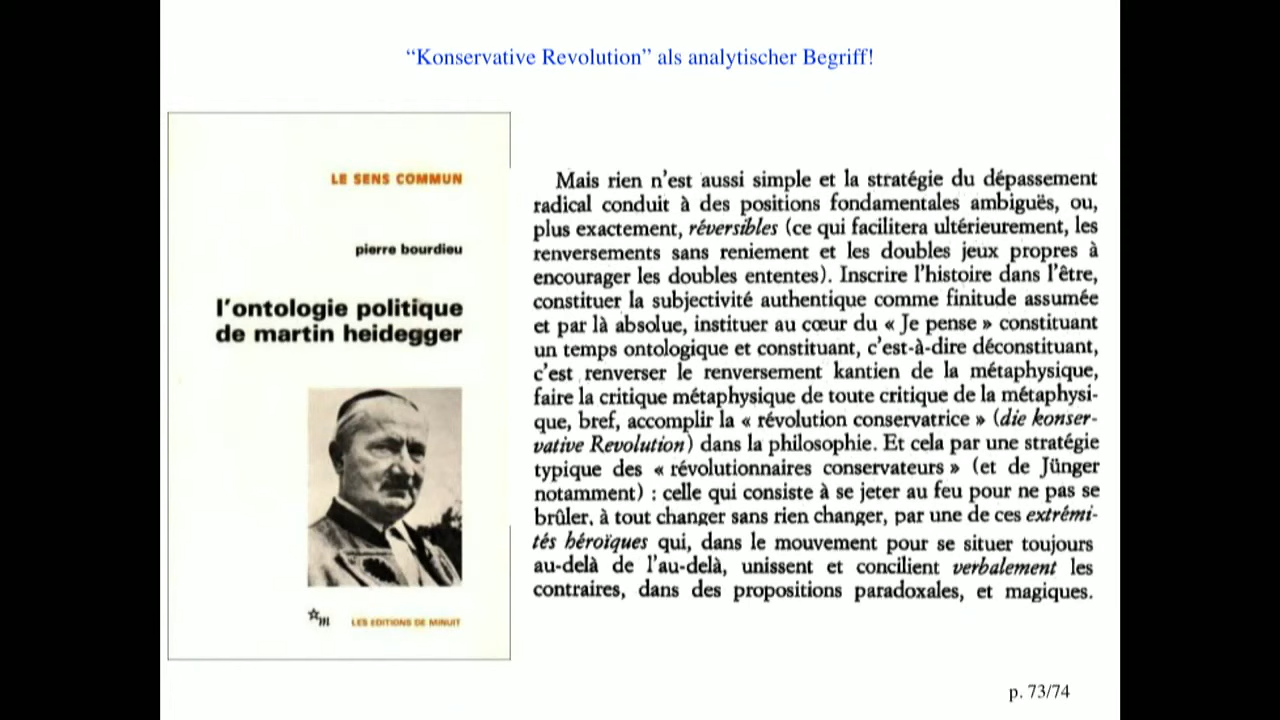 “Konservative Revolution” als analytischer Begriff!
LE SENS COMMUN
pierre bourdieu
l'ontologie politique
de martin heidegger
m
LES EDITIONS DE MINUIT
Mais rien n'est aussi simple et la stratégie du dépassement
radical conduit à des positions fondamentales ambiguës, ou,
plus exactement, réversibles (ce qui facilitera ultérieurement, les
renversements sans reniement et les doubles jeux propres à
encourager les doubles ententes). Inscrire l'histoire dans l'être,
constituer la subjectivité authentique comme finitude assumée
et par là absolue, instituer au cœur du « Je pense » constituant
un temps ontologique et constituant, c'est-à-dire déconstituant,
c'est renverser le renversement kantien de la métaphysique,
faire la critique métaphysique de toute critique de la métaphysi-
que, bref, accomplir la « révolution conservatrice » (die konser-
vative Revolution) dans la philosophie. Et cela par une stratégie
typique des « révolutionnaires conservateurs » (et de Jünger
notamment) : celle qui consiste à se jeter au feu pour ne pas se
brûler, à tout changer sans rien changer, par une de ces extrémi-
tés héroïques qui, dans le mouvement pour se situer toujours
au-delà de l'au-delà, unissent et concilient verbalement les
contraires, dans des propositions paradoxales, et magiques.
p. 73/74